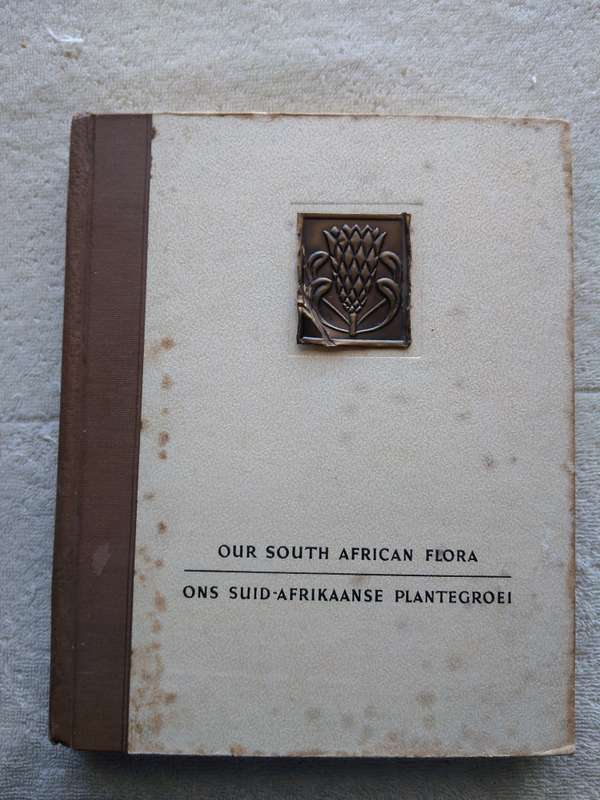 OUR SOUTH AFRICAN FLORA
ONS SUID-AFRIKAANSE PLANTEGROEI